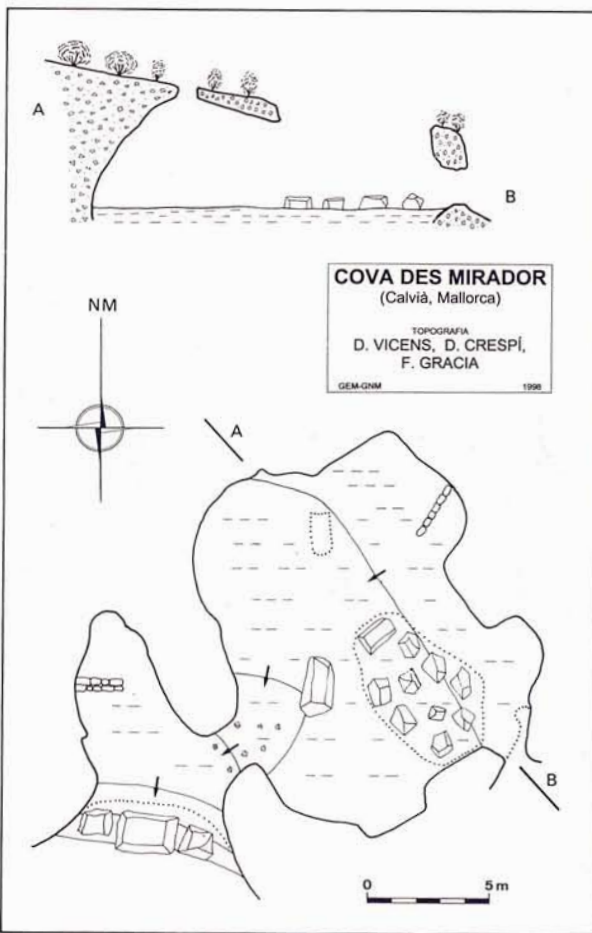 A
B
COVA DES MIRADOR
(Calvià, Mallorca)
TOPOGRAFIA
D. VICENS, D. CRESPÍ,
F. GRACIA
GEM-GNM 1998
NM
A
B
0 5 m